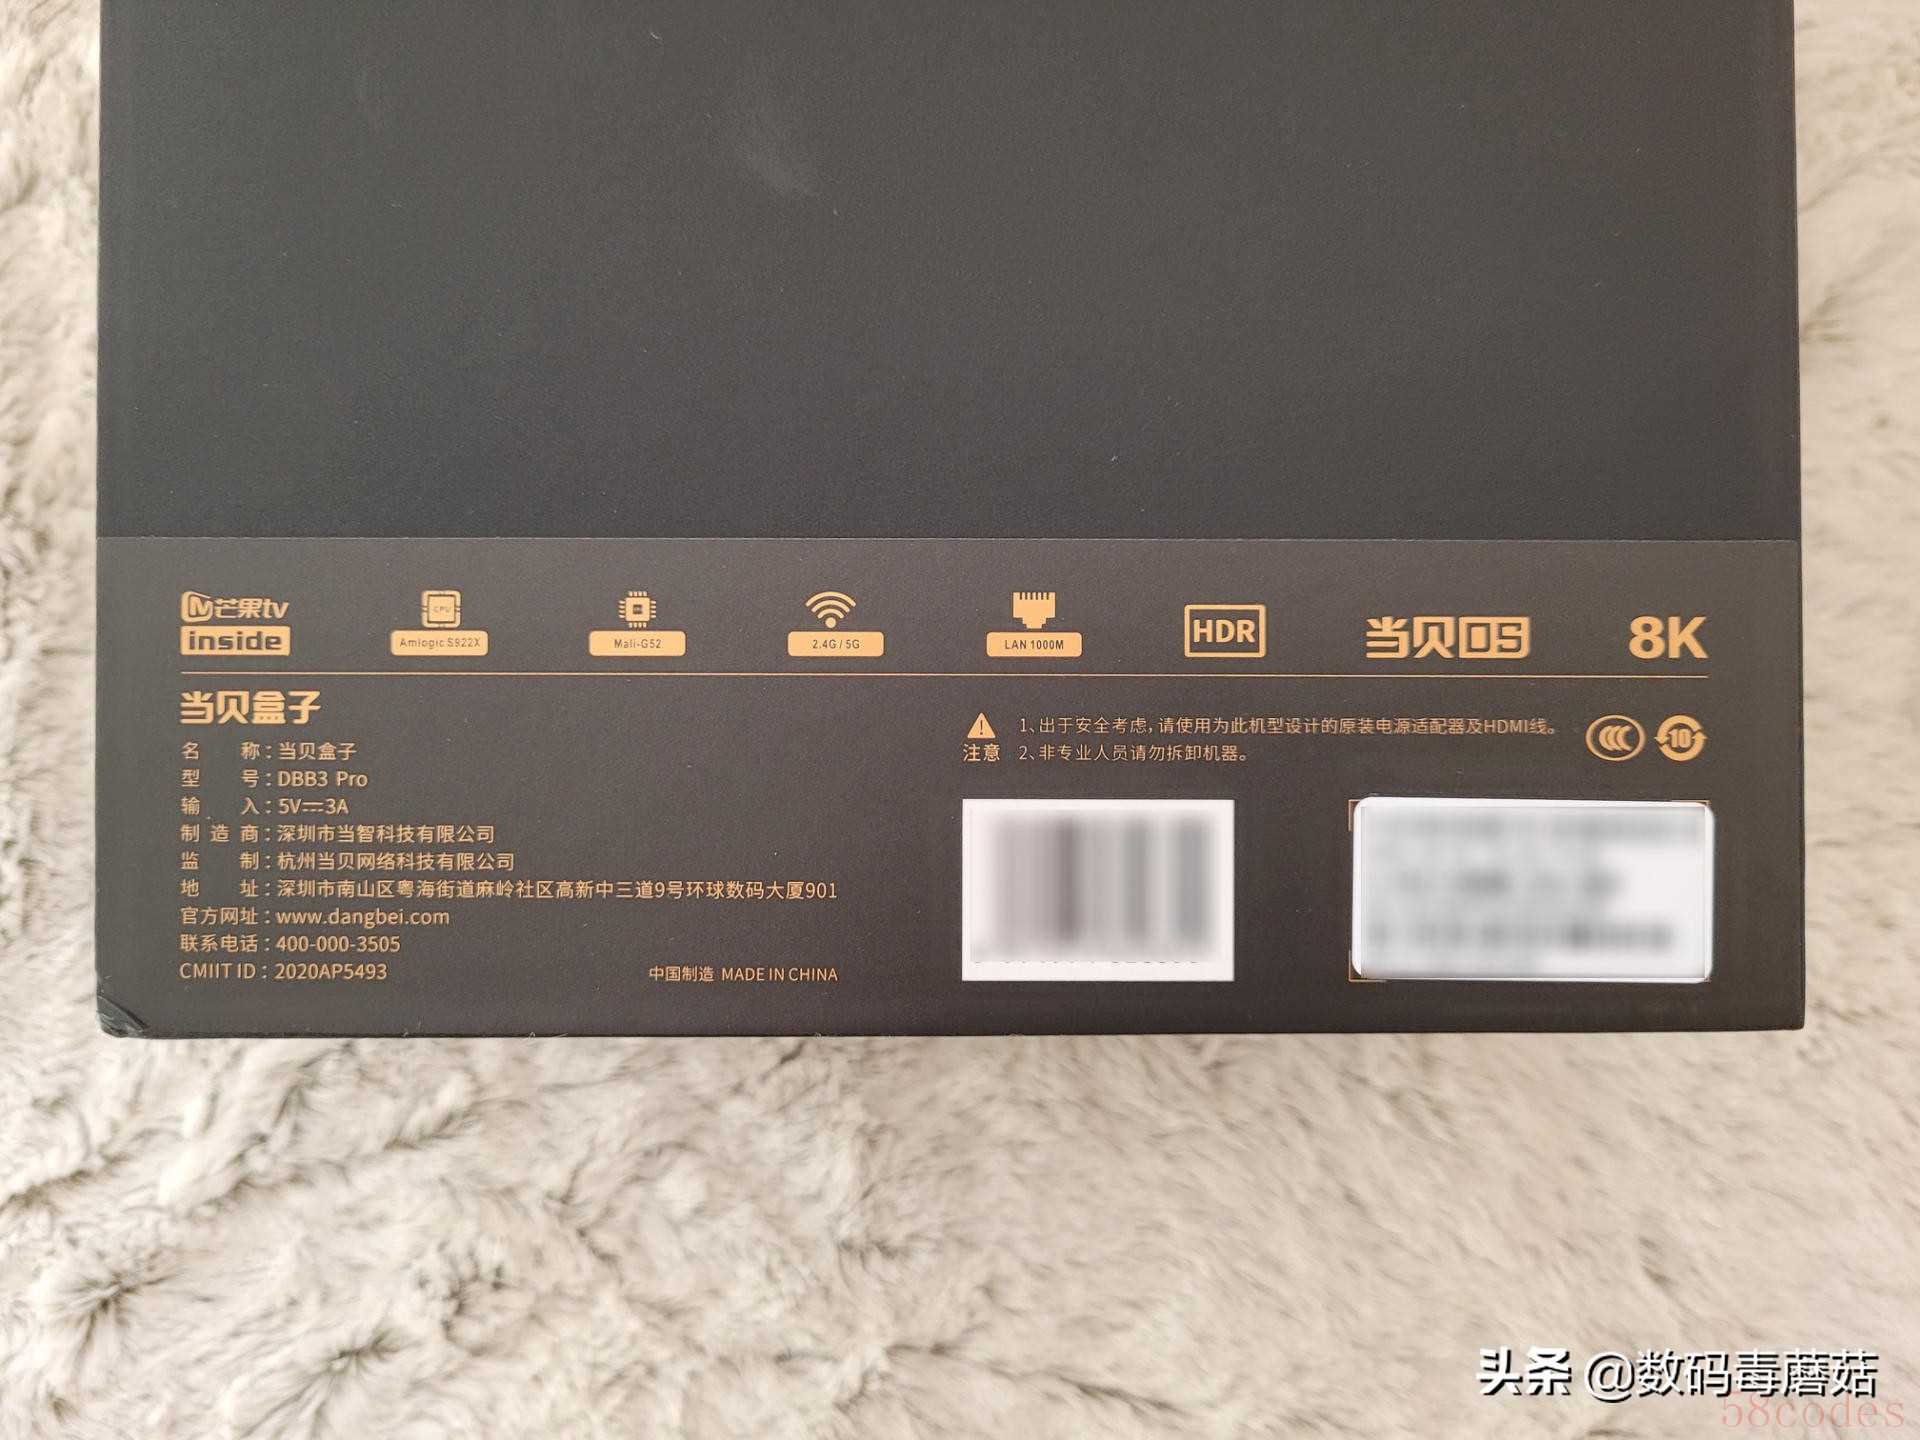 芒果tv
inside
CPU
Amlogic S922X
Mali-G52
2.4G / 5G
LAN 1000M
HDR
当贝OS
8K
当贝盒子
名 称：当贝盒子
型 号：DBB3 Pro
输 入：5V⎓3A
制 造 商：深圳市当智科技有限公司
监 制：杭州当贝网络科技有限公司
地 址：深圳市南山区粤海街道麻岭社区高新中三道9号环球数码大厦901
官方网址：www.dangbei.com
联系电话：400-000-3505
CMIIT ID：2020AP5493
中国制造 MADE IN CHINA
注意
1、出于安全考虑，请使用为此机型设计的原装电源适配器及HDMI线。
2、非专业人员请勿拆卸机器。
CCC
10
头条 @数码毒蘑菇
58codes